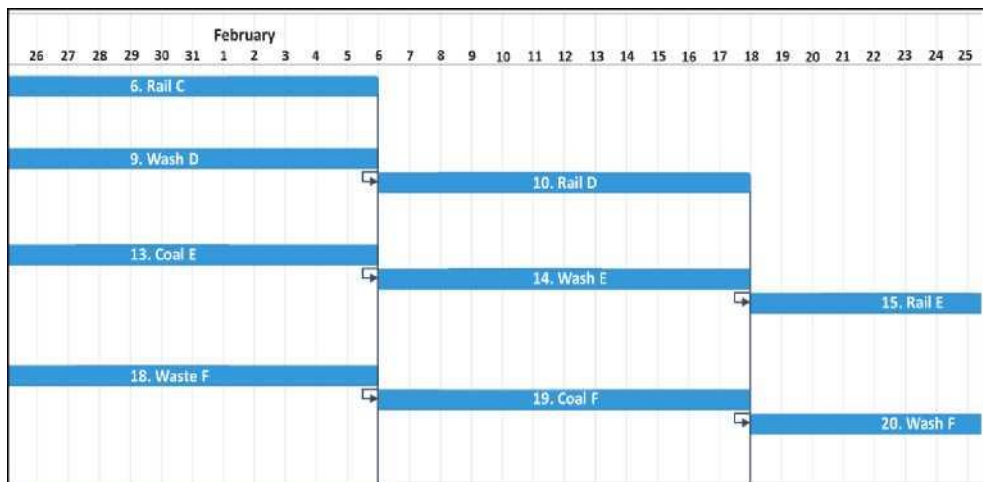 February
26 27 28 29 30 31 1 2 3 4 5 6 7 8 9 10 11 12 13 14 15 16 17 18 19 20 21 22 23 24 25
6. Rail C
9. Wash D
10. Rail D
13. Coal E
14. Wash E
15. Rail E
18. Waste F
19. Coal F
20. Wash F